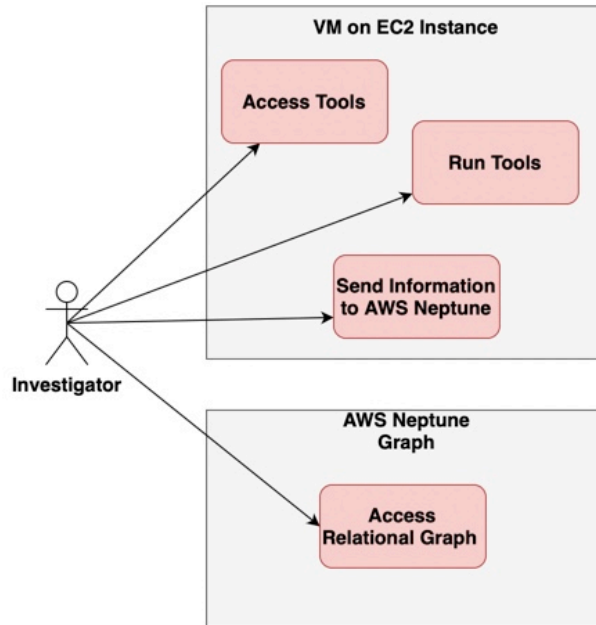 VM on EC2 Instance
Access Tools
Run Tools
Send Information
to AWS Neptune
Investigator
AWS Neptune
Graph
Access
Relational Graph